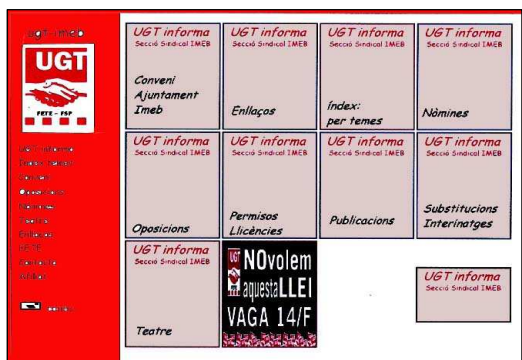 ugt-imeb
UGT
FETE - FSP
UGT informa
Secció Sindical IMEB
Conveni
Ajuntament
Imeb
UGT informa
Secció Sindical IMEB
Enllaços
UGT informa
Secció Sindical IMEB
índex:
per temes
UGT informa
Secció Sindical IMEB
Nòmines
UGT informa
Secció Sindical IMEB
Oposicions
UGT informa
Secció Sindical IMEB
Permisos
Llicències
UGT informa
Secció Sindical IMEB
Publicacions
UGT informa
Secció Sindical IMEB
Substitucions
Interinatges
UGT informa
Secció Sindical IMEB
Teatre
UGT
NOvolem
aquestaLLEI
VAGA 14/F
UGT informa
Secció Sindical IMEB